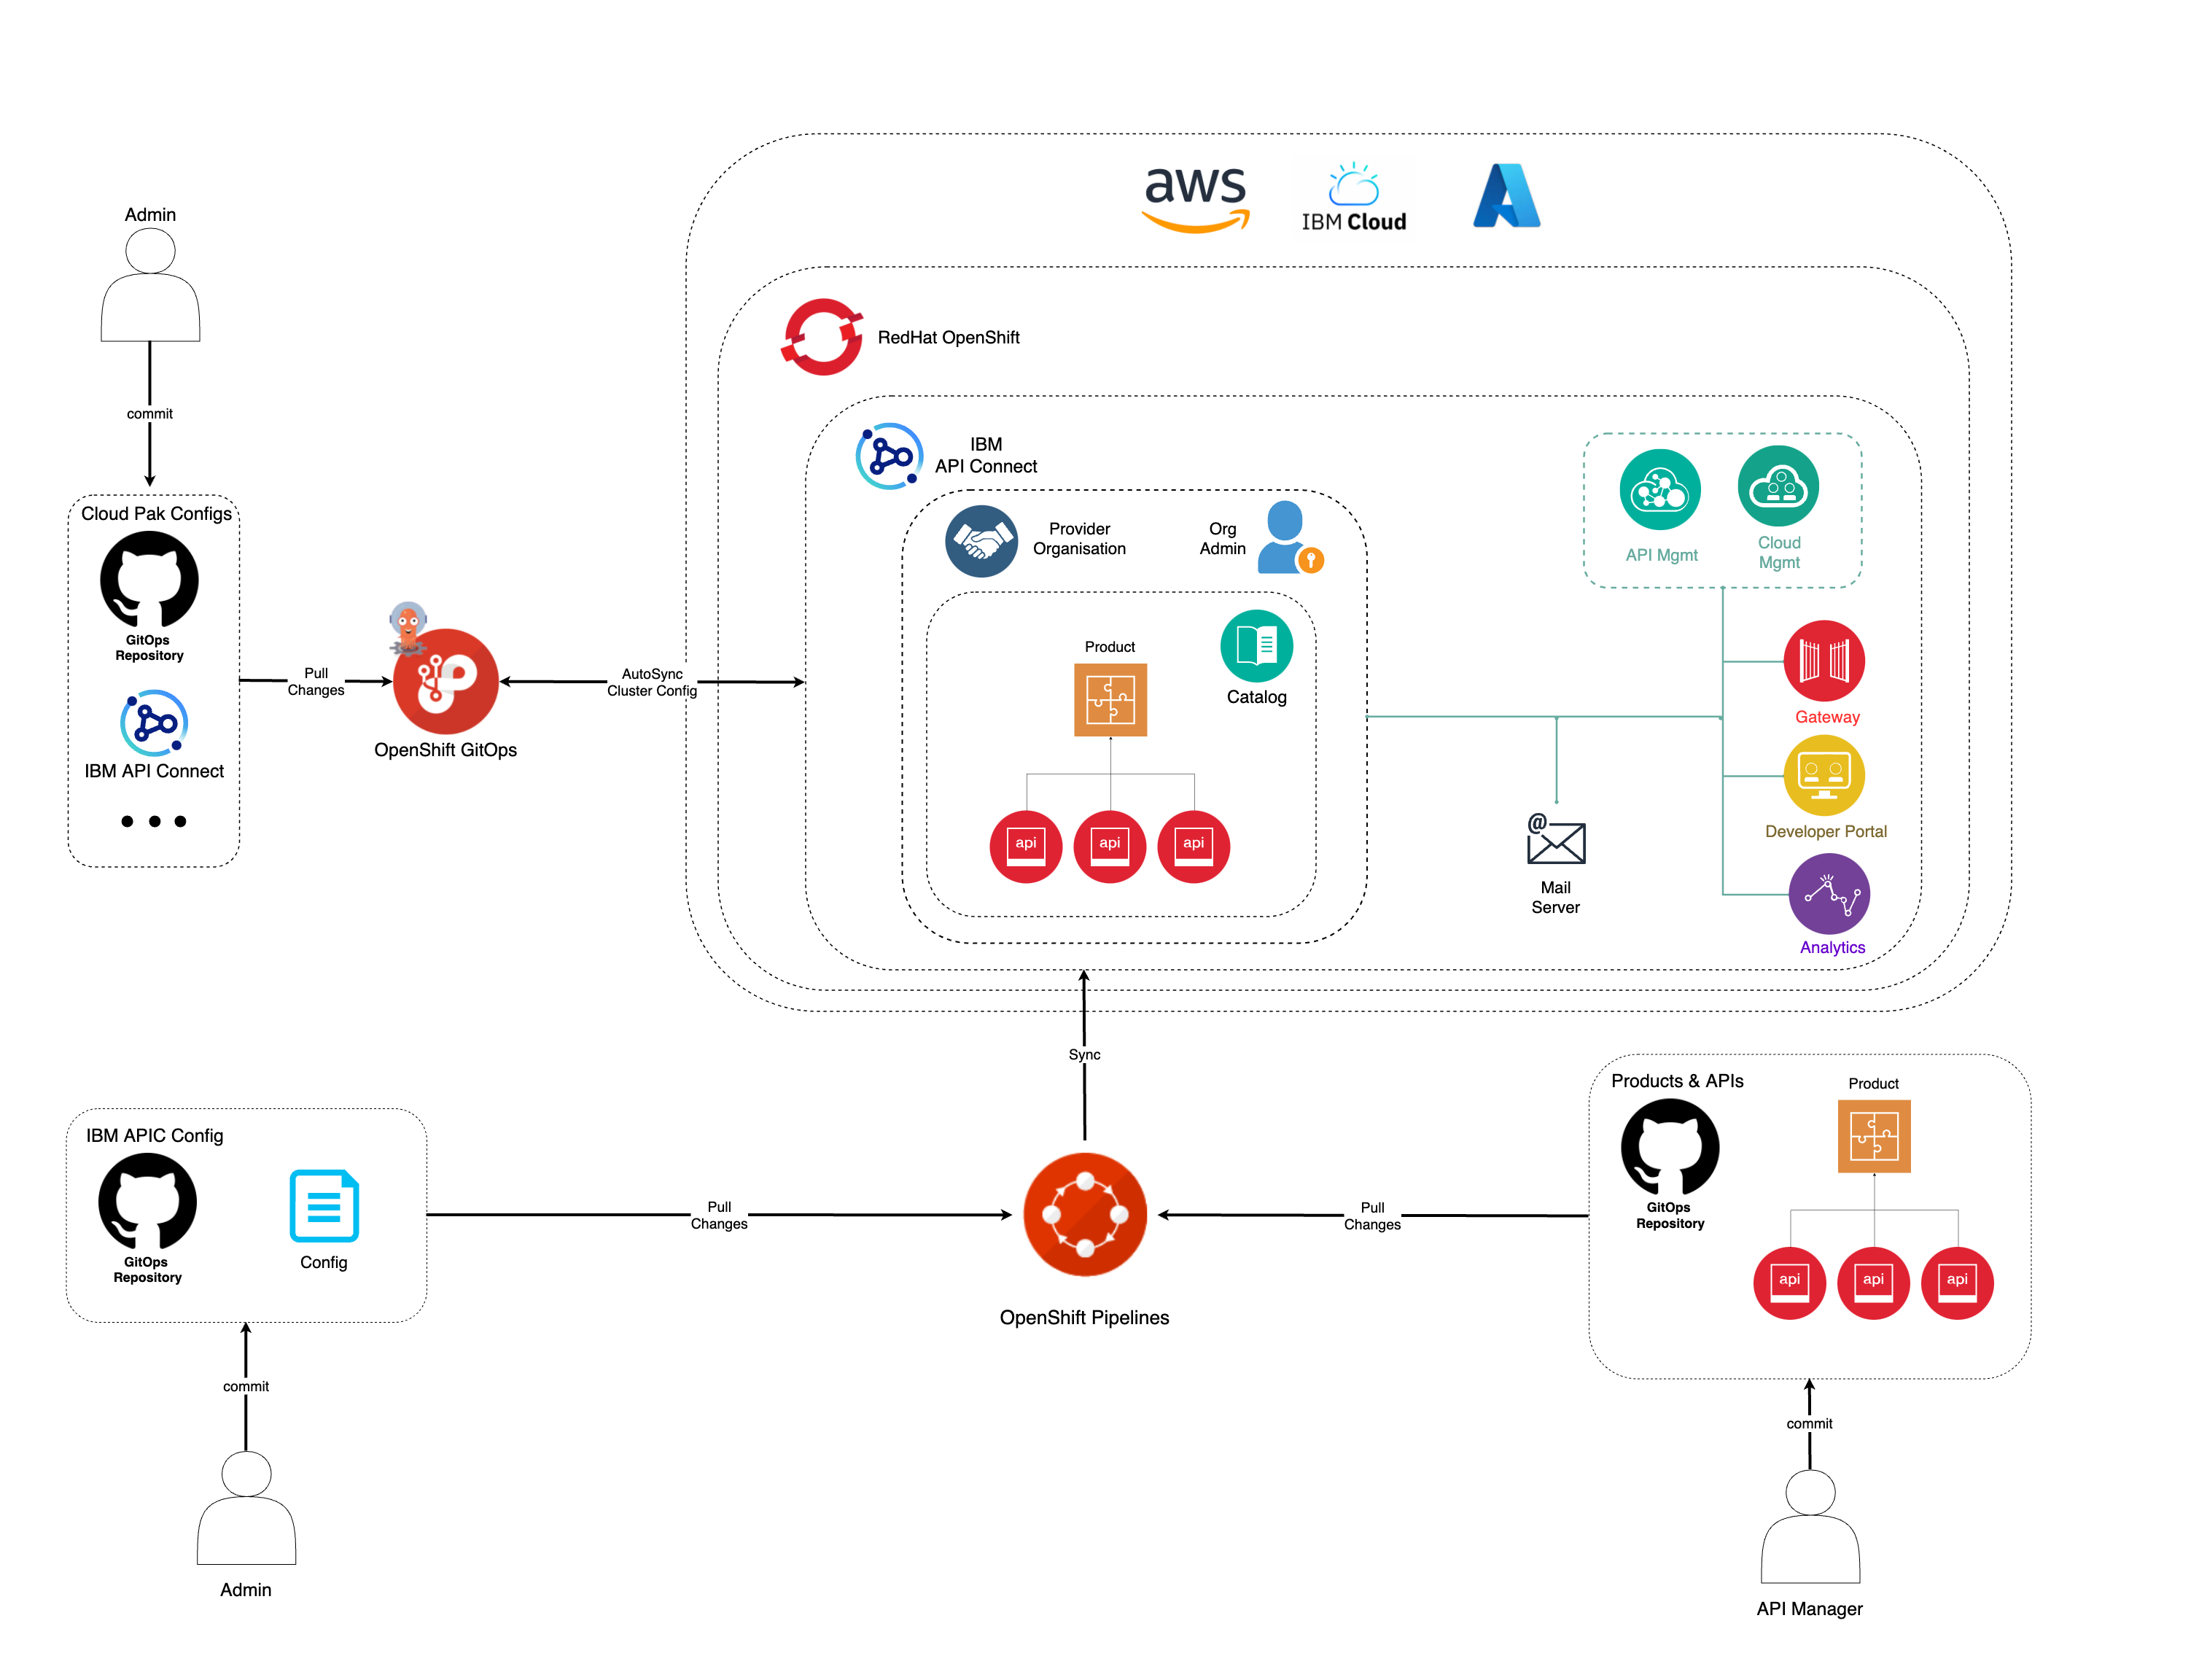 aws
IBM Cloud
Admin
RedHat OpenShift
commit
IBM
API Connect
Cloud Pak Configs
GitOps
Repository
IBM API Connect
Pull
Changes
OpenShift GitOps
AutoSync
Cluster Config
Provider
Organisation
Org
Admin
Product
Catalog
api
api
api
API Mgmt
Cloud
Mgmt
Gateway
Developer Portal
Analytics
@
Mail
Server
Sync
IBM APIC Config
GitOps
Repository
Config
Pull
Changes
OpenShift Pipelines
Pull
Changes
Products & APIs
GitOps
Repository
Product
api
api
api
commit
Admin
commit
API Manager